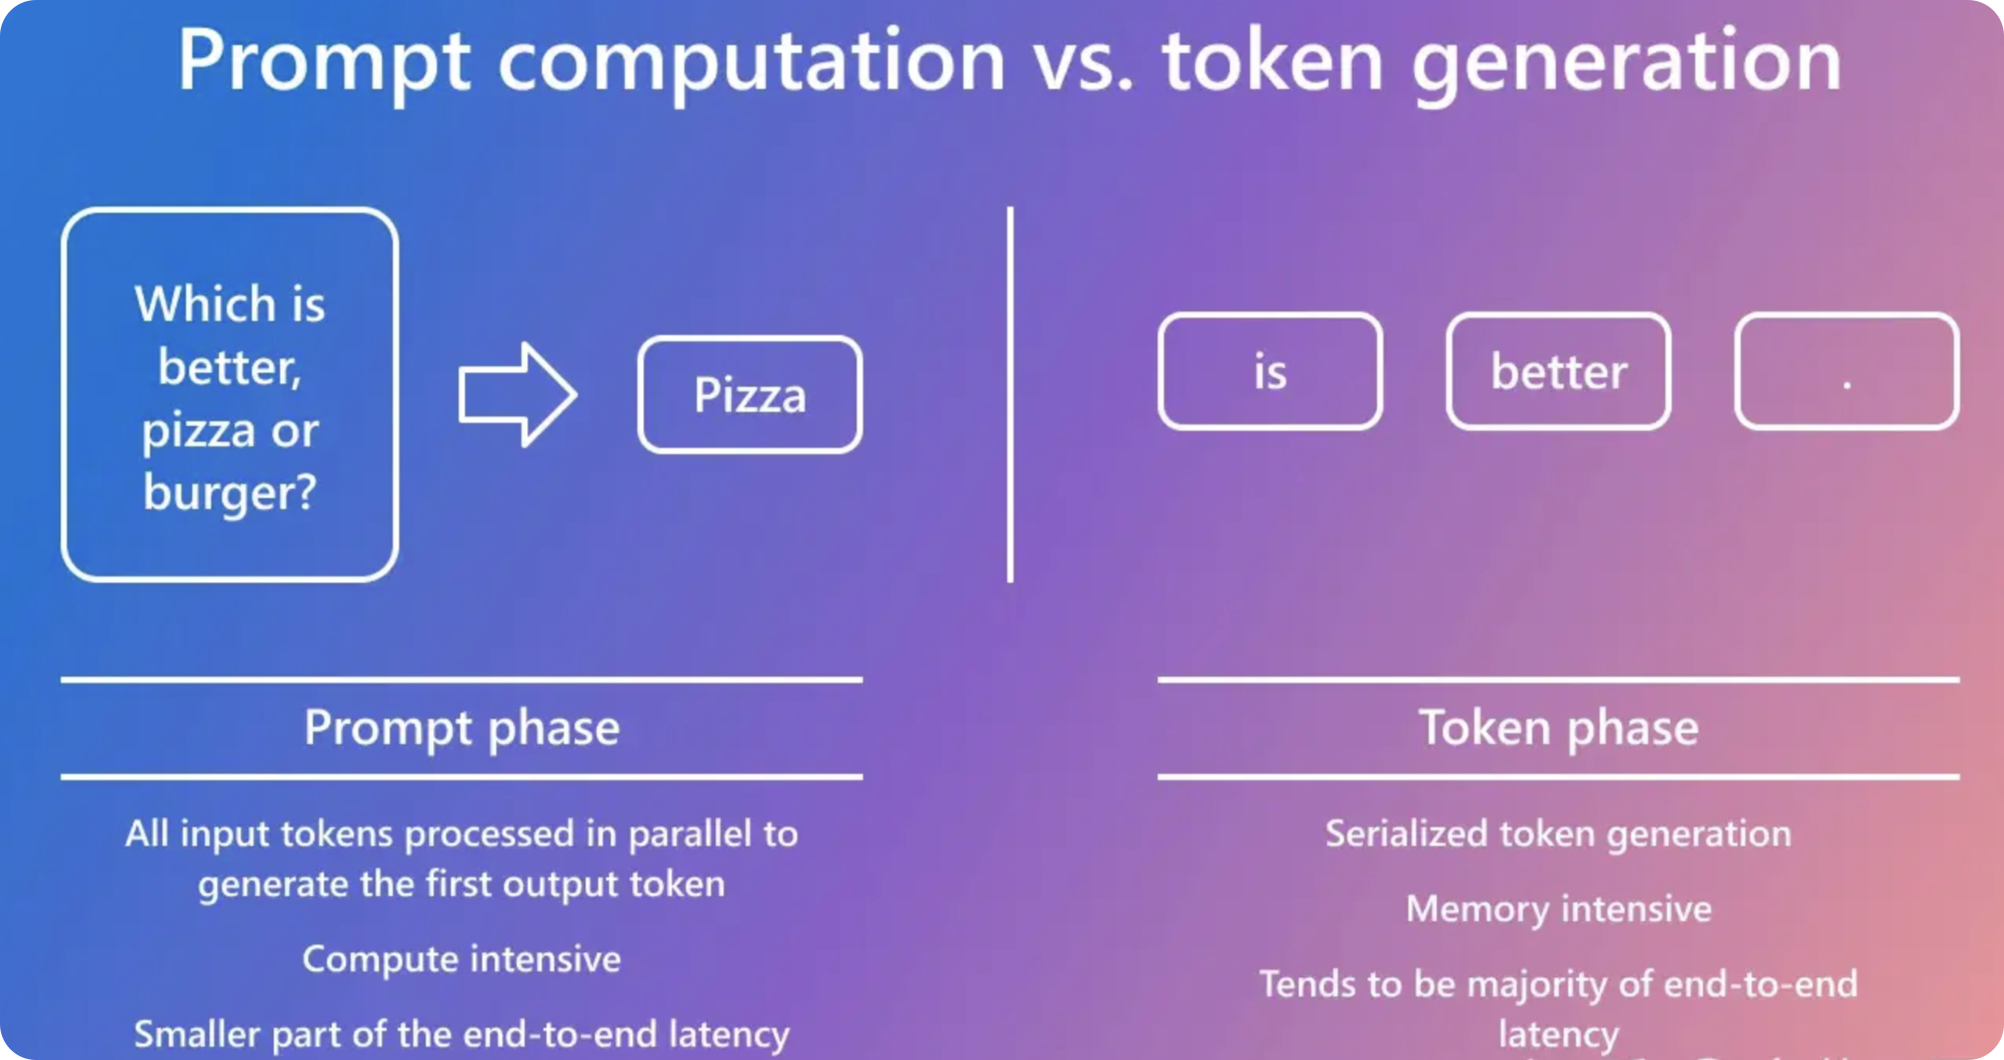 Prompt computation vs. token generation
Which is
better,
pizza or
burger?
Pizza
is
better
.
Prompt phase
All input tokens processed in parallel to
generate the first output token
Compute intensive
Smaller part of the end-to-end latency
Token phase
Serialized token generation
Memory intensive
Tends to be majority of end-to-end
latency